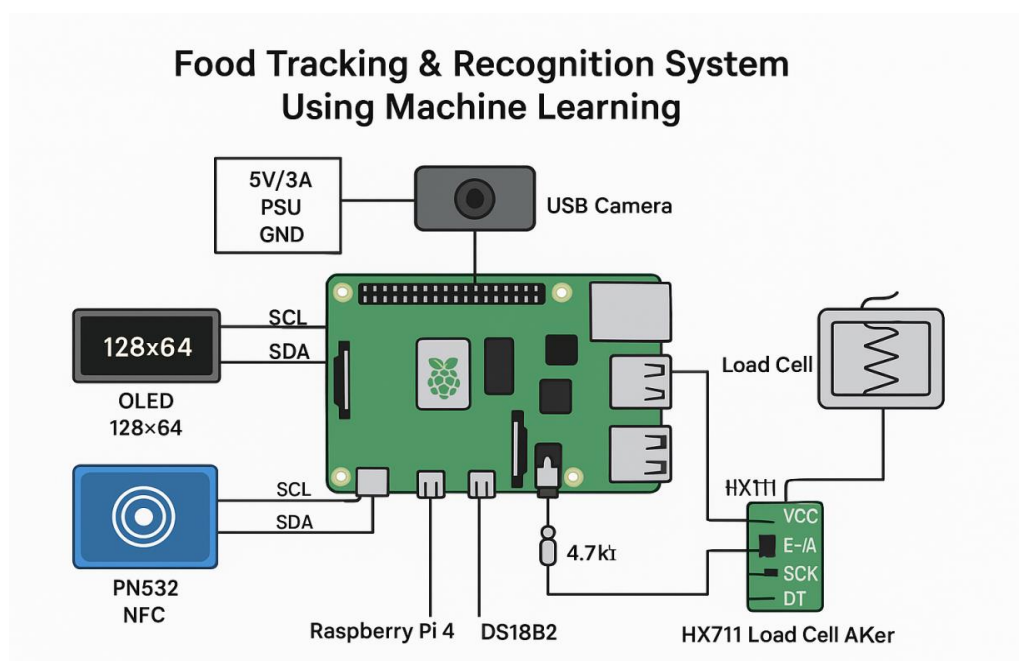 Food Tracking & Recognition System
Using Machine Learning
5V/3A
PSU
GND
USB Camera
128x64
SCL
SDA
OLED
128×64
Load Cell
SCL
SDA
PN532
NFC
4.7k
HX111
VCC
E-/A
SCK
DT
Raspberry Pi 4
DS18B2
HX711 Load Cell AKer